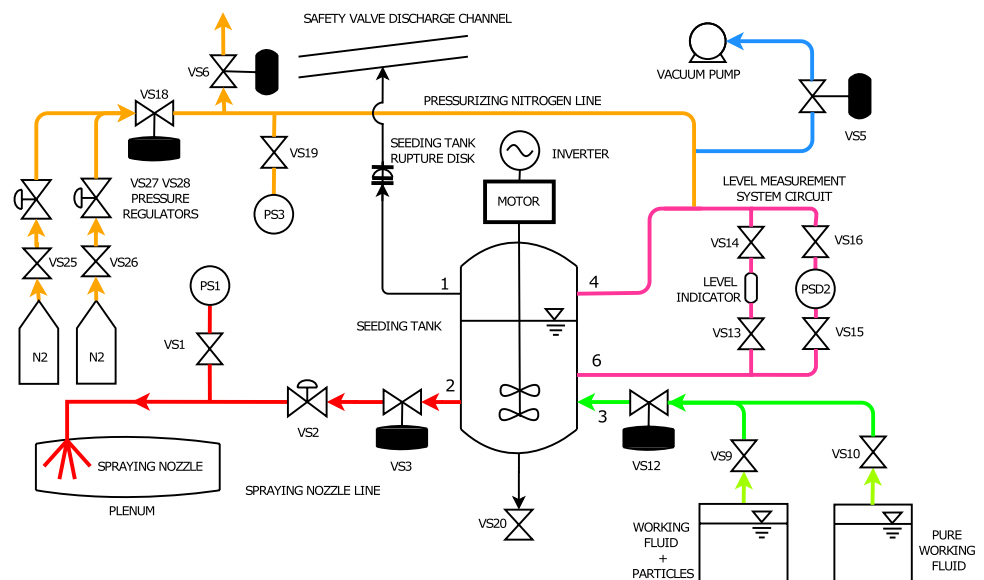 SAFETY VALVE DISCHARGE CHANNEL
VS6
VACUUM PUMP
VS18
PRESSURIZING NITROGEN LINE
VS5
VS19
SEEDING TANK
RUPTURE DISK
INVERTER
VS27 VS28
PRESSURE
REGULATORS
PS3
MOTOR
LEVEL MEASUREMENT
SYSTEM CIRCUIT
VS14
VS16
VS25
VS26
PS1
1
4
LEVEL
INDICATOR
PSD2
SEEDING TANK
VS13
VS15
N2
N2
VS1
6
2
3
VS2
VS3
VS12
VS9
VS10
SPRAYING NOZZLE
SPRAYING NOZZLE LINE
PLENUM
VS20
WORKING
FLUID
+
PARTICLES
PURE
WORKING
FLUID